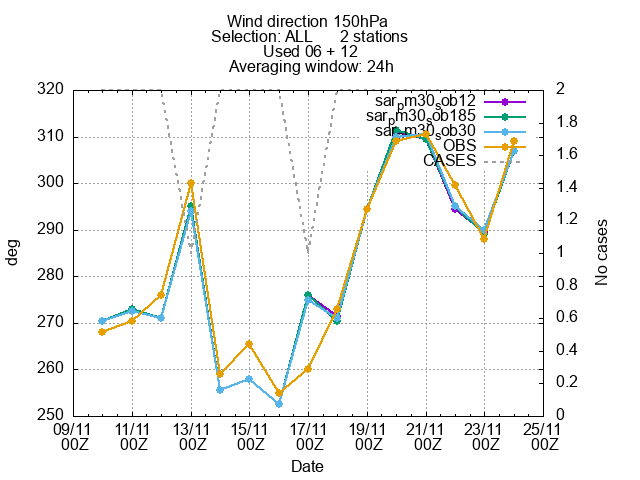 Wind direction 150hPa
Selection: ALL 2 stations
Used 06 + 12
Averaging window: 24h
320
310
300
290
280
270
260
250
deg
2
1.8
1.6
1.4
1.2
1
0.8
0.6
0.4
0.2
0
No cases
sarpm30sob12
sarpm30sob185
sarpm30sob30
OBS
CASES
09/11 11/11 13/11 15/11 17/11 19/11 21/11 23/11 25/11
00Z 00Z 00Z 00Z 00Z 00Z 00Z 00Z 00Z
Date